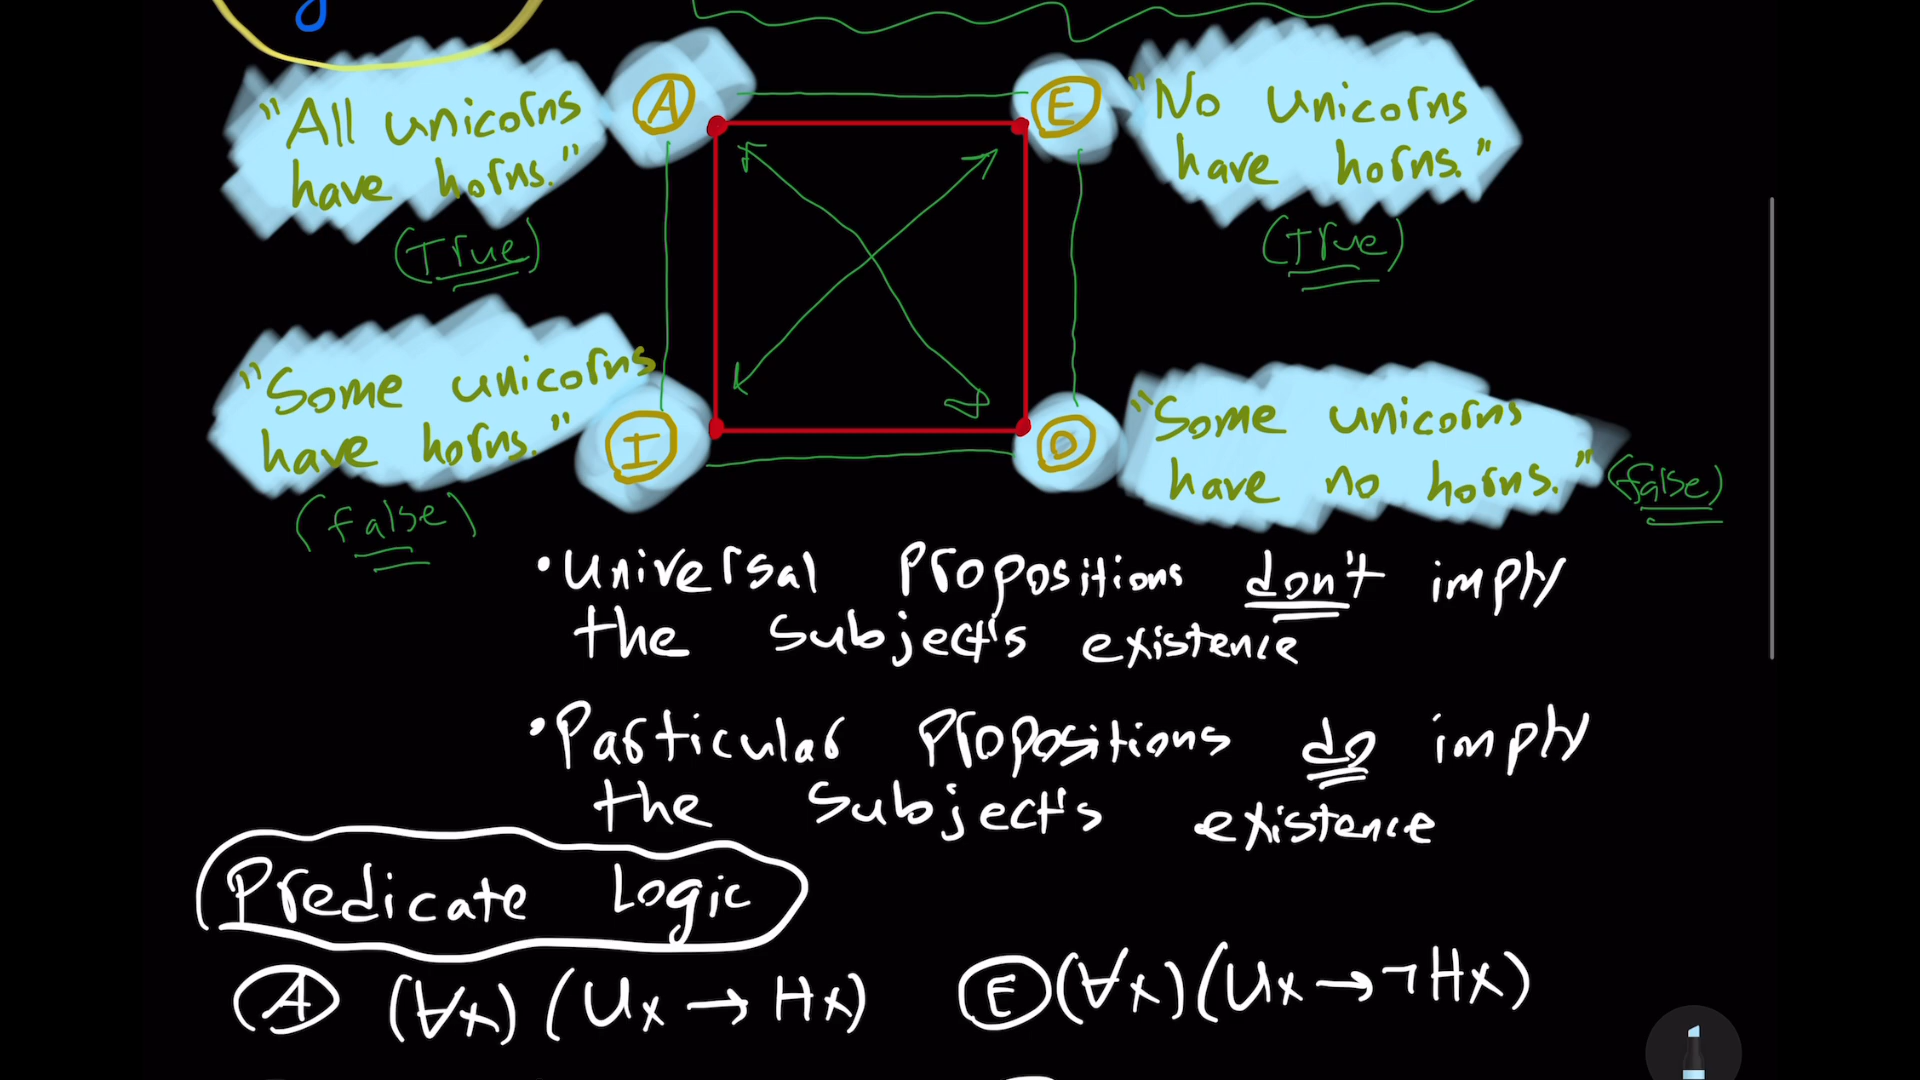 "All unicorns
have horns."
(True)
A
E
"No unicorns
have horns."
(True)
"Some unicorns
have horns."
(false)
I
O
"Some unicorns
have no horns."
(false)
• Universal Propositions don't imply
the subject's existence
• Particular Propositions do imply
the subject's existence
Predicate Logic
A (∀x) (Ux → Hx)
E (∀x) (Ux → ¬Hx)